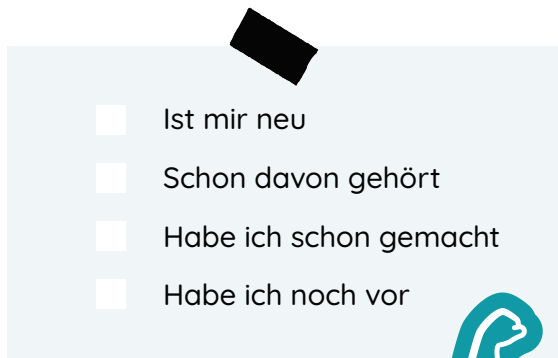 Ist mir neu
Schon davon gehört
Habe ich schon gemacht
Habe ich noch vor